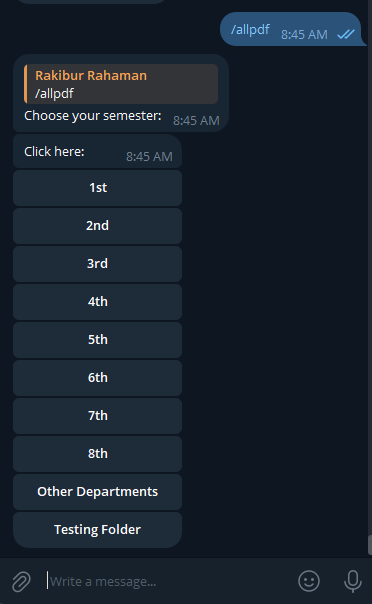 /allpdf 8:45 AM
Rakibur Rahaman
/allpdf
Choose your semester: 8:45 AM
Click here: 8:45 AM
1st
2nd
3rd
4th
5th
6th
7th
8th
Other Departments
Testing Folder
Write a message...